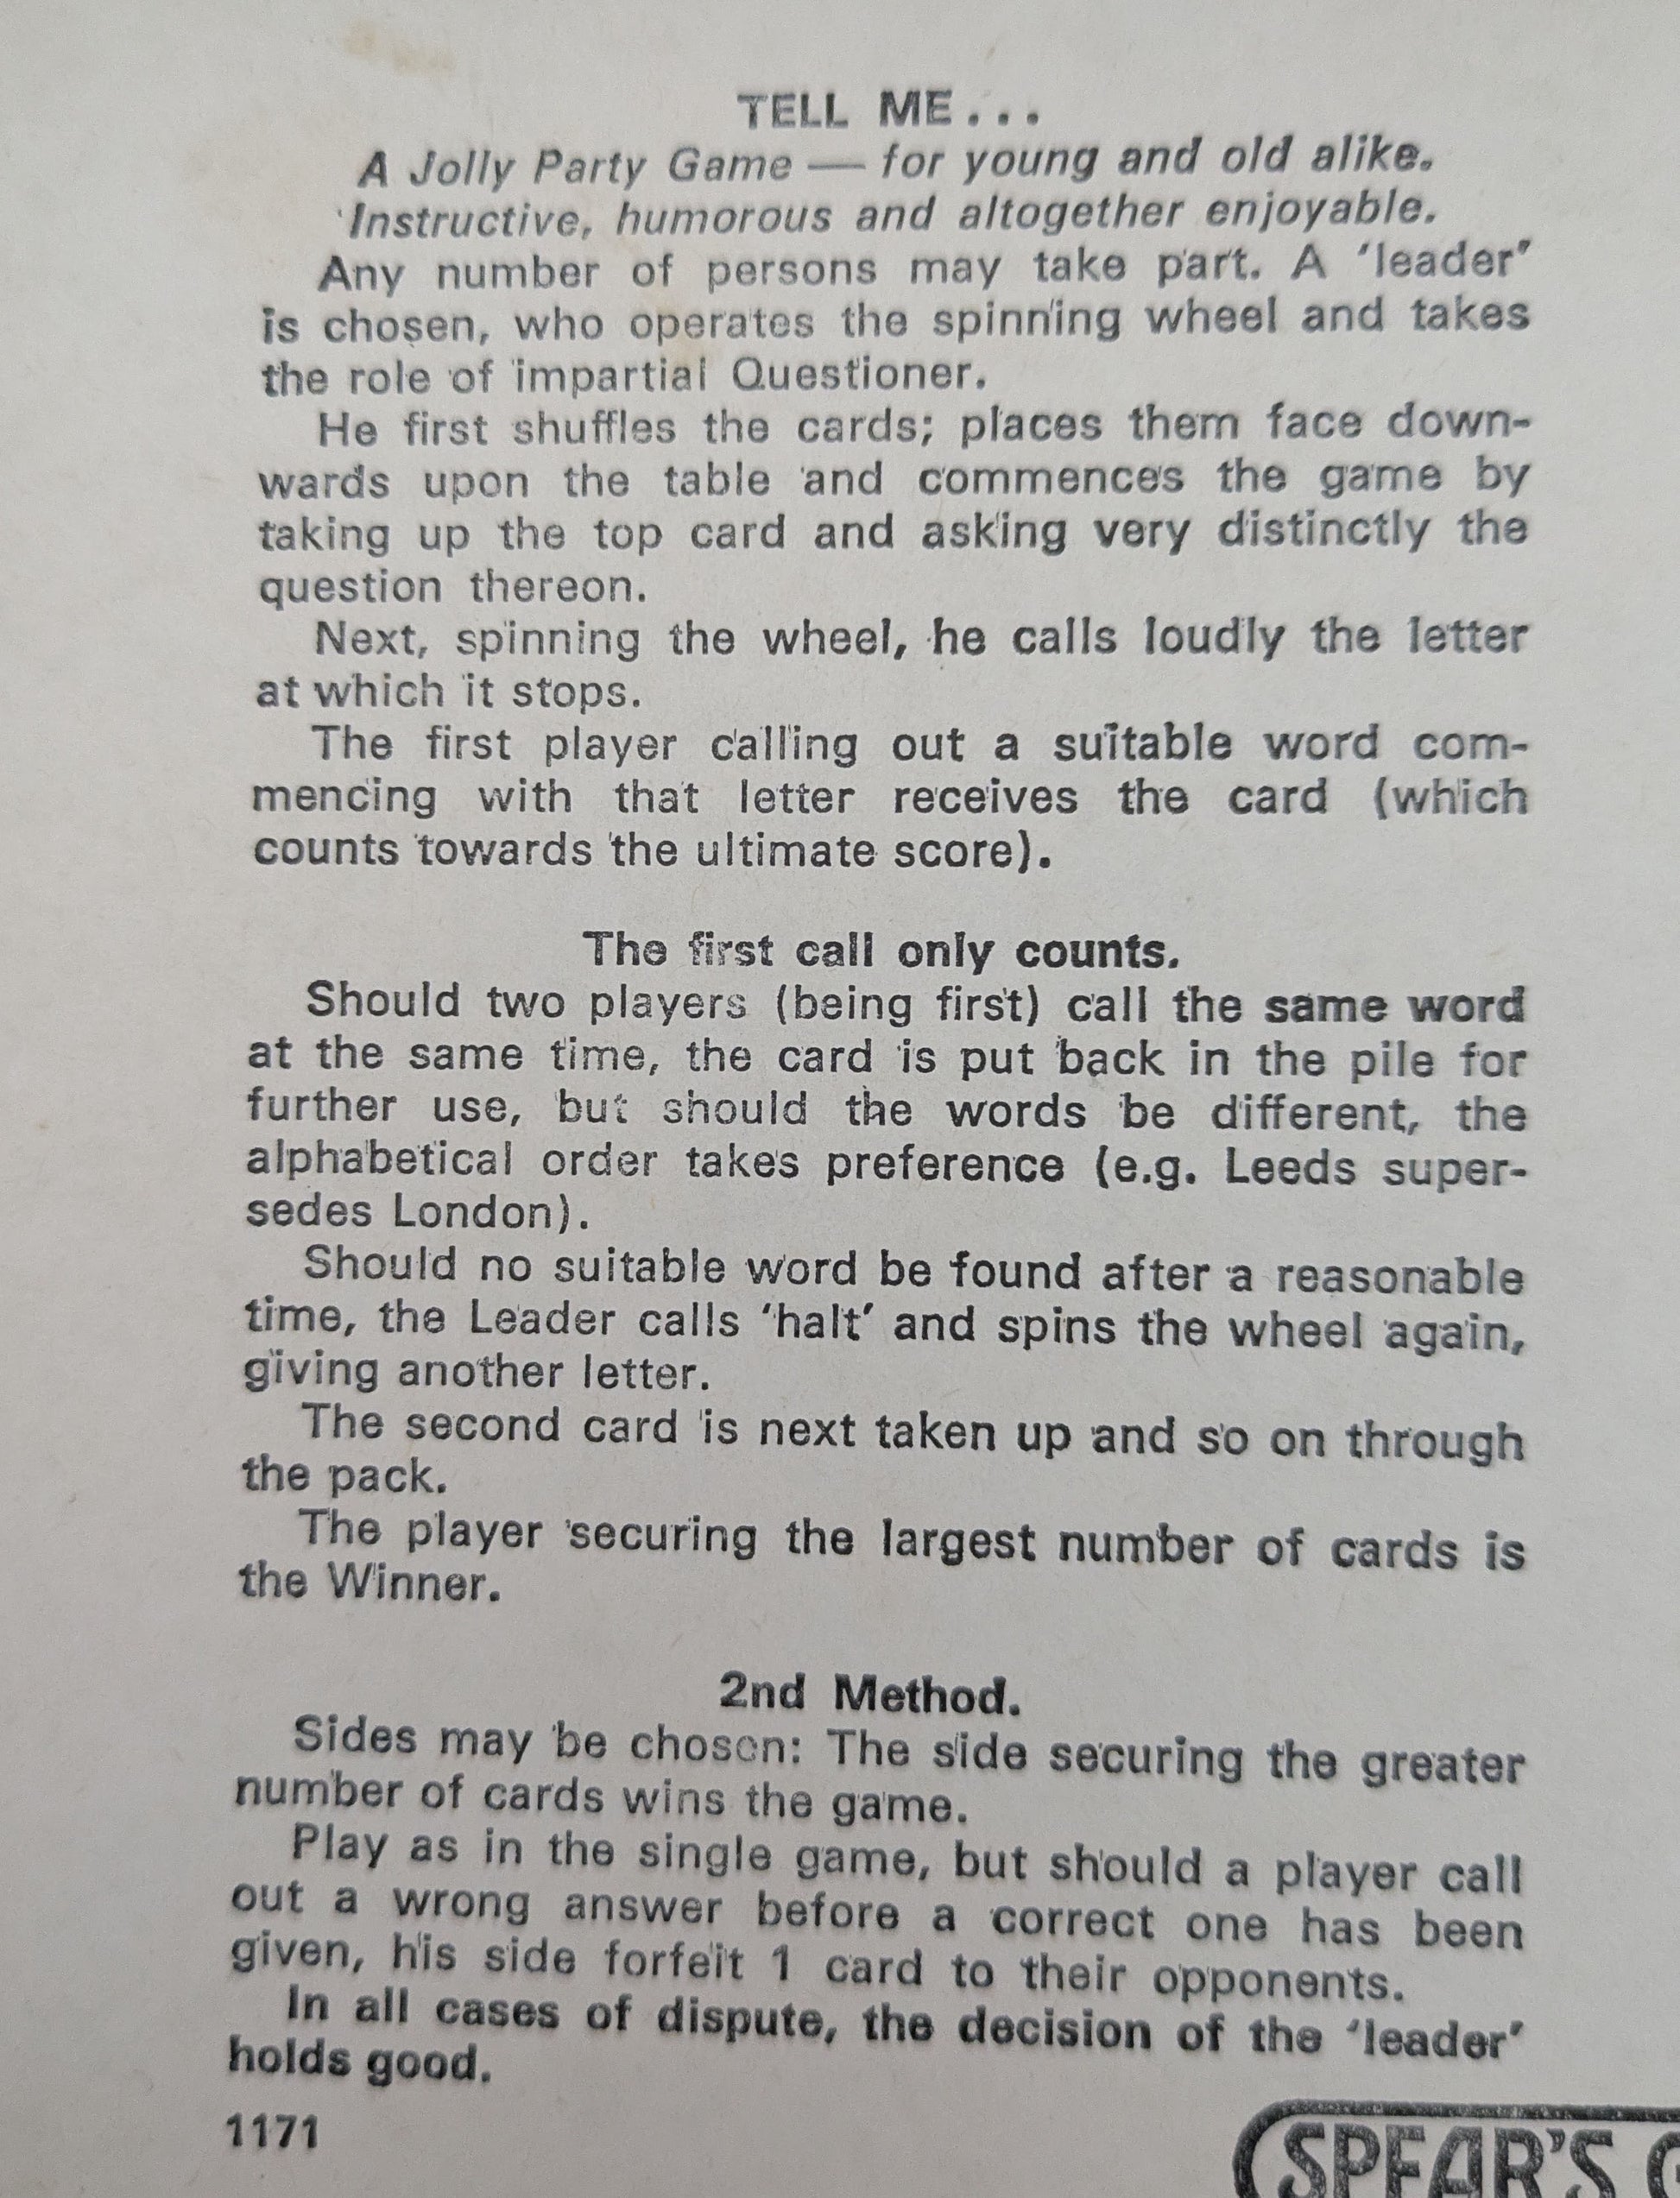 TELL ME...
A Jolly Party Game — for young and old alike.
Instructive, humorous and altogether enjoyable.
Any number of persons may take part. A 'leader'
is chosen, who operates the spinning wheel and takes
the role of impartial Questioner.
He first shuffles the cards; places them face down-
wards upon the table and commences the game by
taking up the top card and asking very distinctly the
question thereon.
Next, spinning the wheel, he calls loudly the letter
at which it stops.
The first player calling out a suitable word com-
mencing with that letter receives the card (which
counts towards the ultimate score).
The first call only counts.
Should two players (being first) call the same word
at the same time, the card is put back in the pile for
further use, but should the words be different, the
alphabetical order takes preference (e.g. Leeds super-
sedes London).
Should no suitable word be found after a reasonable
time, the Leader calls 'halt' and spins the wheel again,
giving another letter.
The second card is next taken up and so on through
the pack.
The player securing the largest number of cards is
the Winner.
2nd Method.
Sides may be chosen: The side securing the greater
number of cards wins the game.
Play as in the single game, but should a player call
out a wrong answer before a correct one has been
given, his side forfeit 1 card to their opponents.
In all cases of dispute, the decision of the 'leader'
holds good.
1171
SPEAR'S